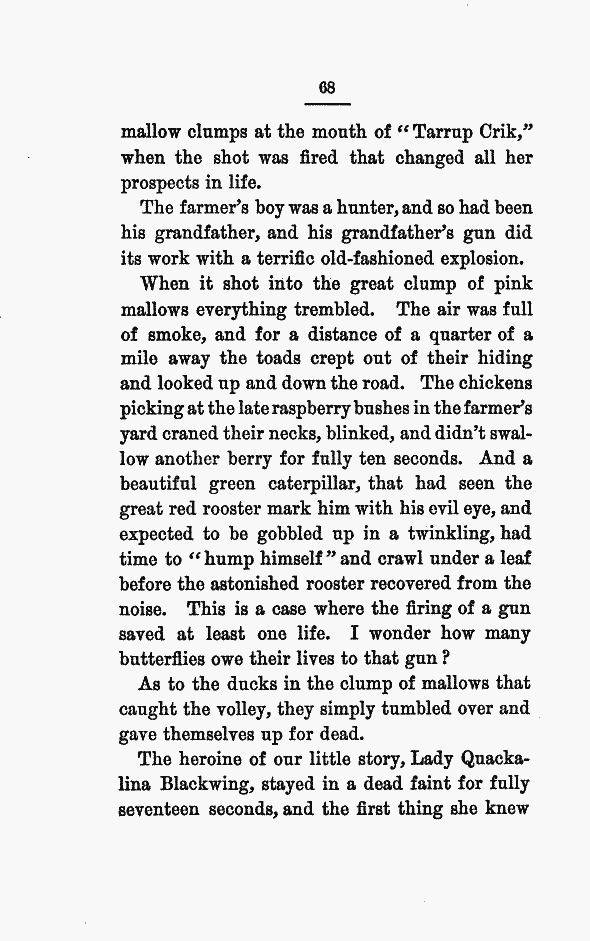 68
mallow clumps at the mouth of “Tarrup Crik,”
when the shot was fired that changed all her
prospects in life.
The farmer’s boy was a hunter, and so had been
his grandfather, and his grandfather’s gun did
its work with a terrific old-fashioned explosion.
When it shot into the great clump of pink
mallows everything trembled. The air was full
of smoke, and for a distance of a quarter of a
mile away the toads crept out of their hiding
and looked up and down the road. The chickens
picking at the late raspberry bushes in the farmer’s
yard craned their necks, blinked, and didn’t swal-
low another berry for fully ten seconds. And a
beautiful green caterpillar, that had seen the
great red rooster mark him with his evil eye, and
expected to be gobbled up in a twinkling, had
time to “hump himself” and crawl under a leaf
before the astonished rooster recovered from the
noise. This is a case where the firing of a gun
saved at least one life. I wonder how many
butterflies owe their lives to that gun?
As to the ducks in the clump of mallows that
caught the volley, they simply tumbled over and
gave themselves up for dead.
The heroine of our little story, Lady Quacka-
lina Blackwing, stayed in a dead faint for fully
seventeen seconds, and the first thing she knew